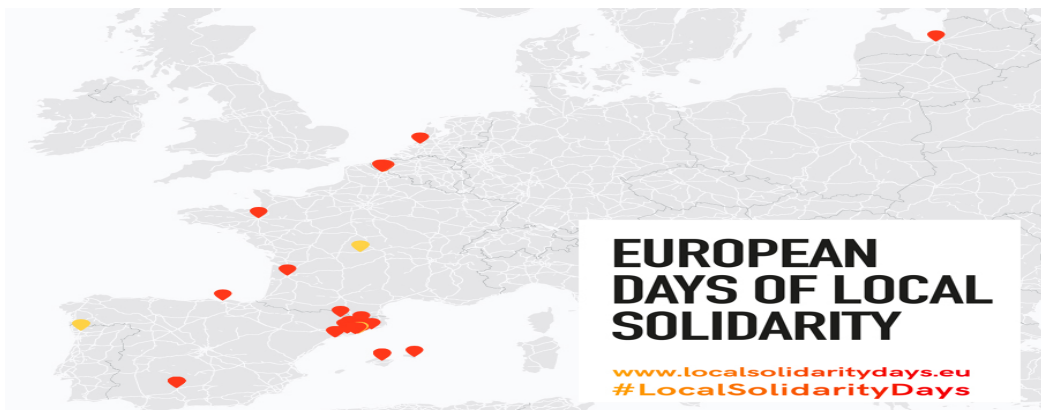 EUROPEAN
DAYS OF LOCAL
SOLIDARITY
www.localsolidaritydays.eu
#LocalSolidarityDays